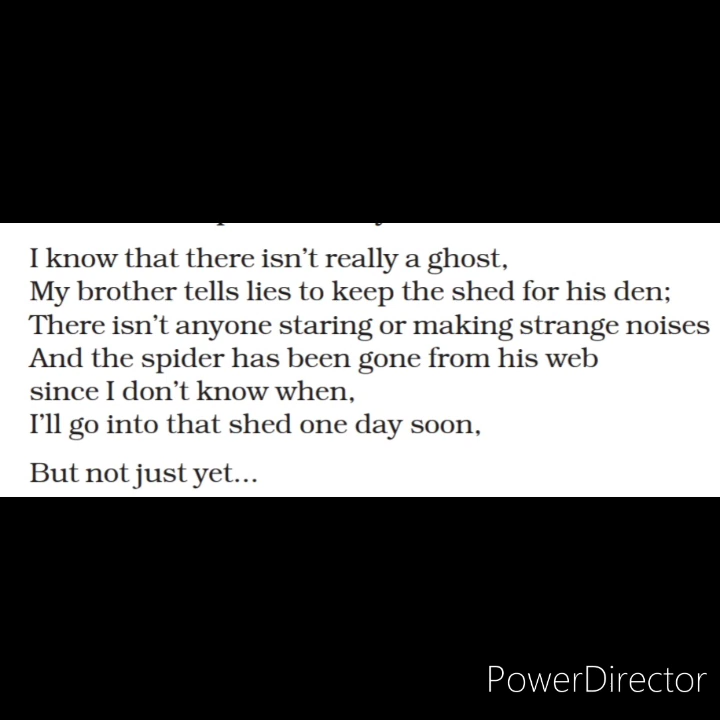 I know that there isn’t really a ghost,
My brother tells lies to keep the shed for his den;
There isn’t anyone staring or making strange noises
And the spider has been gone from his web
since I don’t know when,
I’ll go into that shed one day soon,
But not just yet...
PowerDirector